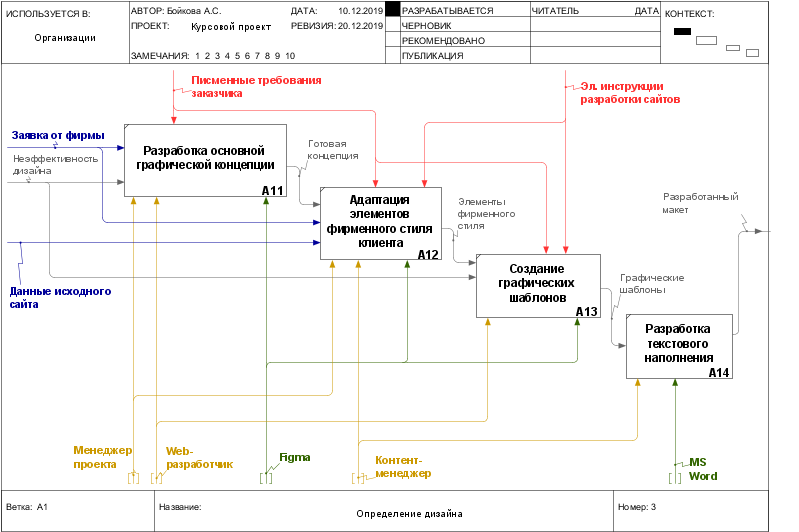 ИСПОЛЬЗУЕТСЯ В:
Организации
АВТОР: Бойкова А.С.
ДАТА: 10.12.2019
ПРОЕКТ: Курсовой проект
РЕВИЗИЯ: 20.12.2019
ЗАМЕЧАНИЯ: 1 2 3 4 5 6 7 8 9 10
РАЗРАБАТЫВАЕТСЯ
ЧЕРНОВИК
РЕКОМЕНДОВАНО
ПУБЛИКАЦИЯ
ЧИТАТЕЛЬ
ДАТА
КОНТЕКСТ:
Письменные требования
заказчика
Эл. инструкции
разработки сайтов
Заявка от фирмы
Неэффективность
дизайна
Разработка основной
графической концепции
A11
Готовая
концепция
Адаптация
элементов
фирменного стиля
клиента
A12
Элементы
фирменного
стиля
Разработанный
макет
Данные исходного
сайта
Создание
графических
шаблонов
A13
Графические
шаблоны
Разработка
текстового
наполнения
A14
Менеджер
проекта
Web-
разработчик
Figma
Контент-
менеджер
MS
Word
Ветка: A1
Название:
Определение дизайна
Номер: 3